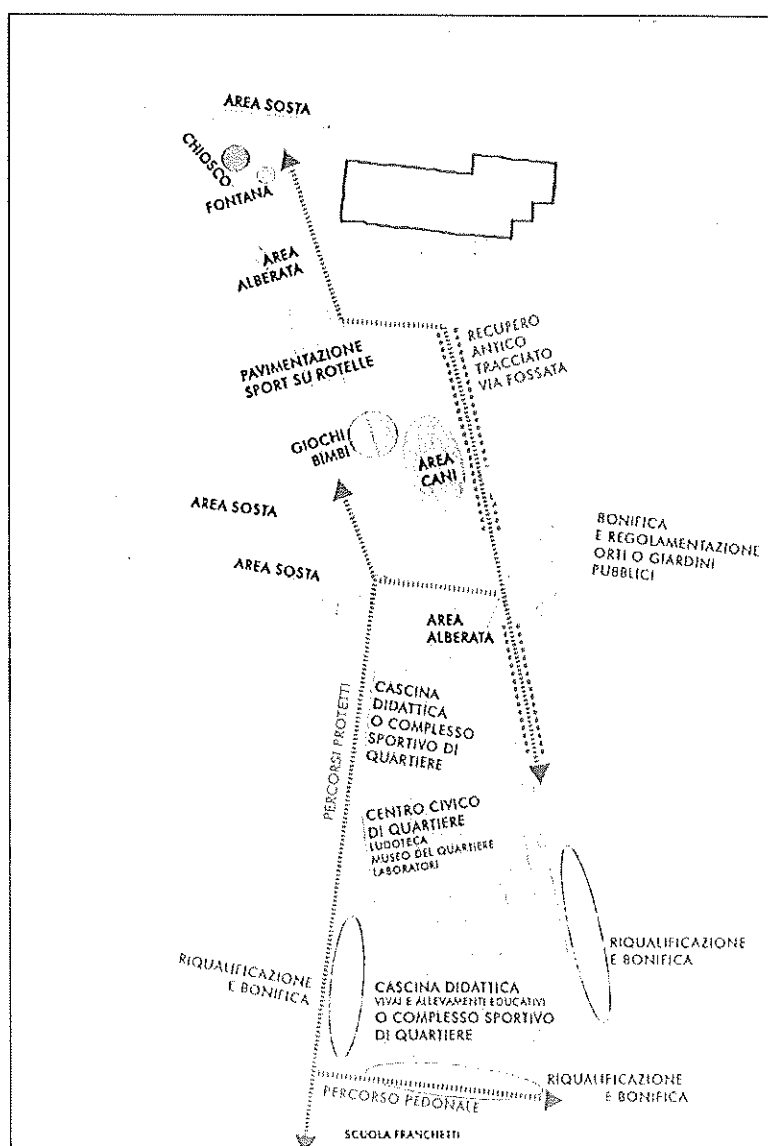 AREA SOSTA
CHIOSCO
FONTANA
AREA
ALBERATA
RECUPERO
ANTICO
TRACCIATO
VIA FOSSATA
PAVIMENTAZIONE
SPORT SU ROTELLE
GIOCHI
BIMBI
AREA
CANI
AREA SOSTA
AREA SOSTA
BONIFICA
E REGOLAMENTAZIONE
ORTI O GIARDINI
PUBBLICI
AREA
ALBERATA
PERCORSI PROTETTI
CASCINA
DIDATTICA
O COMPLESSO
SPORTIVO DI
QUARTIERE
CENTRO CIVICO
DI QUARTIERE
LUDOTECA
MUSEO DEL QUARTIERE
LABORATORI
RIQUALIFICAZIONE
E BONIFICA
RIQUALIFICAZIONE
E BONIFICA
CASCINA DIDATTICA
VIVAI E ALLEVAMENTI EDUCATIVI
O COMPLESSO SPORTIVO
DI QUARTIERE
RIQUALIFICAZIONE
E BONIFICA
PERCORSO PEDONALE
SCUOLA FRANCHETTI